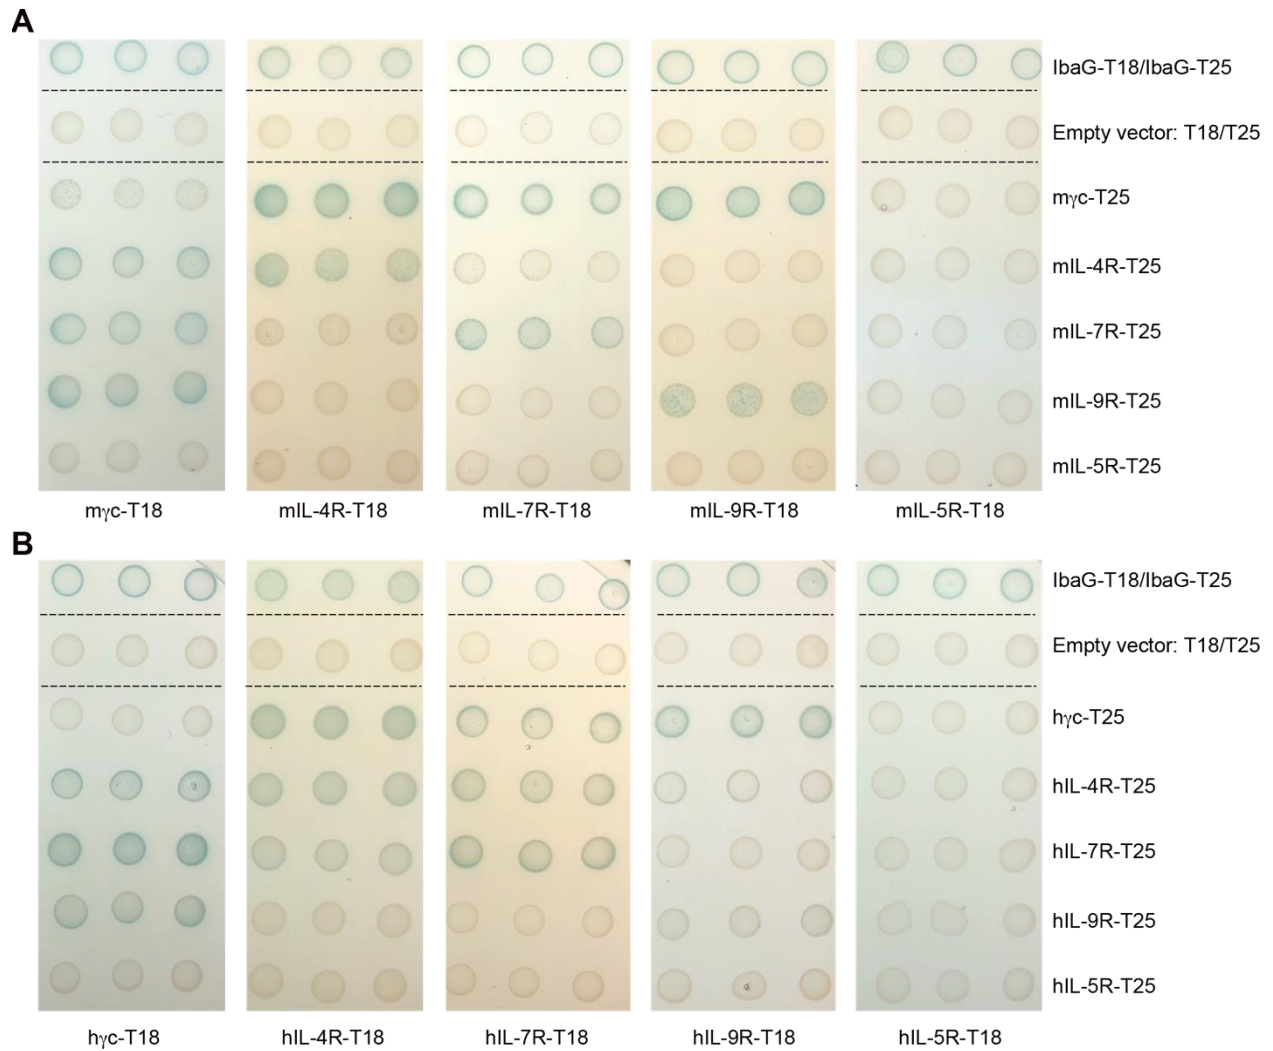 A
IbaG-T18/IbaG-T25
Empty vector: T18/T25
mγc-T25
mIL-4R-T25
mIL-7R-T25
mIL-9R-T25
mIL-5R-T25
mγc-T18 mIL-4R-T18 mIL-7R-T18 mIL-9R-T18 mIL-5R-T18
B
IbaG-T18/IbaG-T25
Empty vector: T18/T25
hγc-T25
hIL-4R-T25
hIL-7R-T25
hIL-9R-T25
hIL-5R-T25
hγc-T18 hIL-4R-T18 hIL-7R-T18 hIL-9R-T18 hIL-5R-T18